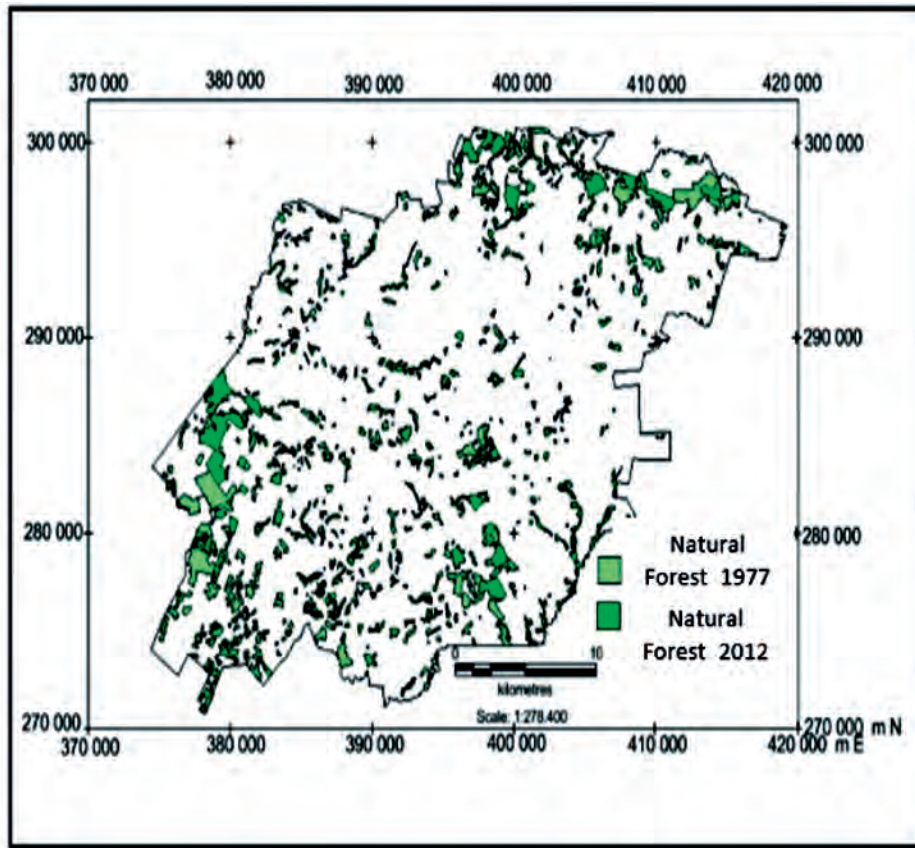 370 000 380 000 390 000 400 000 410 000 420 000
300 000 300 000
290 000 290 000
280 000 280 000
Natural
Forest 1977
Natural
Forest 2012
0 10
kilometres
Scale: 1:278.400
270 000 270 000 m N
370 000 380 000 390 000 400 000 410 000 420 000 m E